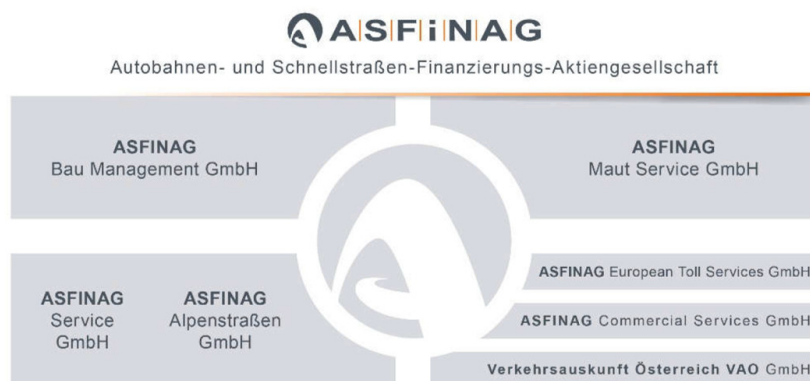 ASFiNAG
Autobahnen- und Schnellstraßen-Finanzierungs-Aktiengesellschaft
ASFINAG
Bau Management GmbH
ASFINAG
Maut Service GmbH
ASFINAG
Service
GmbH
ASFINAG
Alpenstraßen
GmbH
ASFINAG European Toll Services GmbH
ASFINAG Commercial Services GmbH
Verkehrsauskunft Österreich VAO GmbH